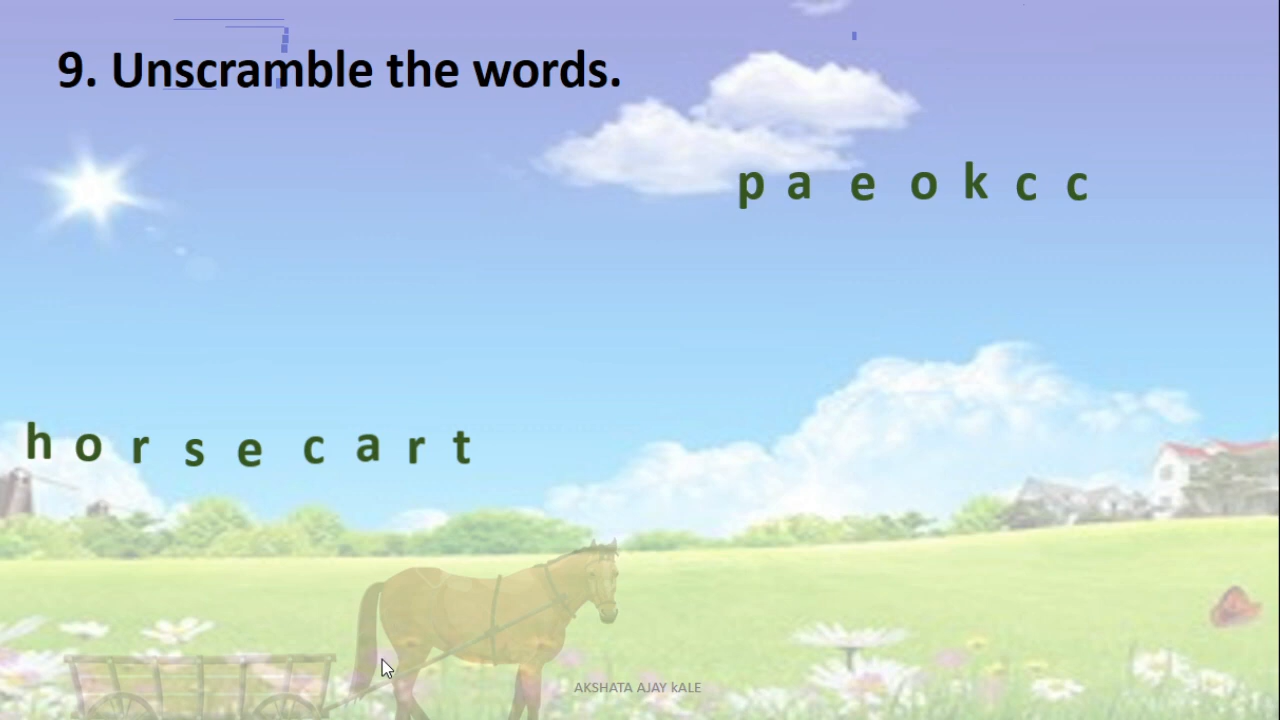 9. Unscramble the words.
p a e o k c c
h o r s e c a r t
AKSHATA AJAY kALE